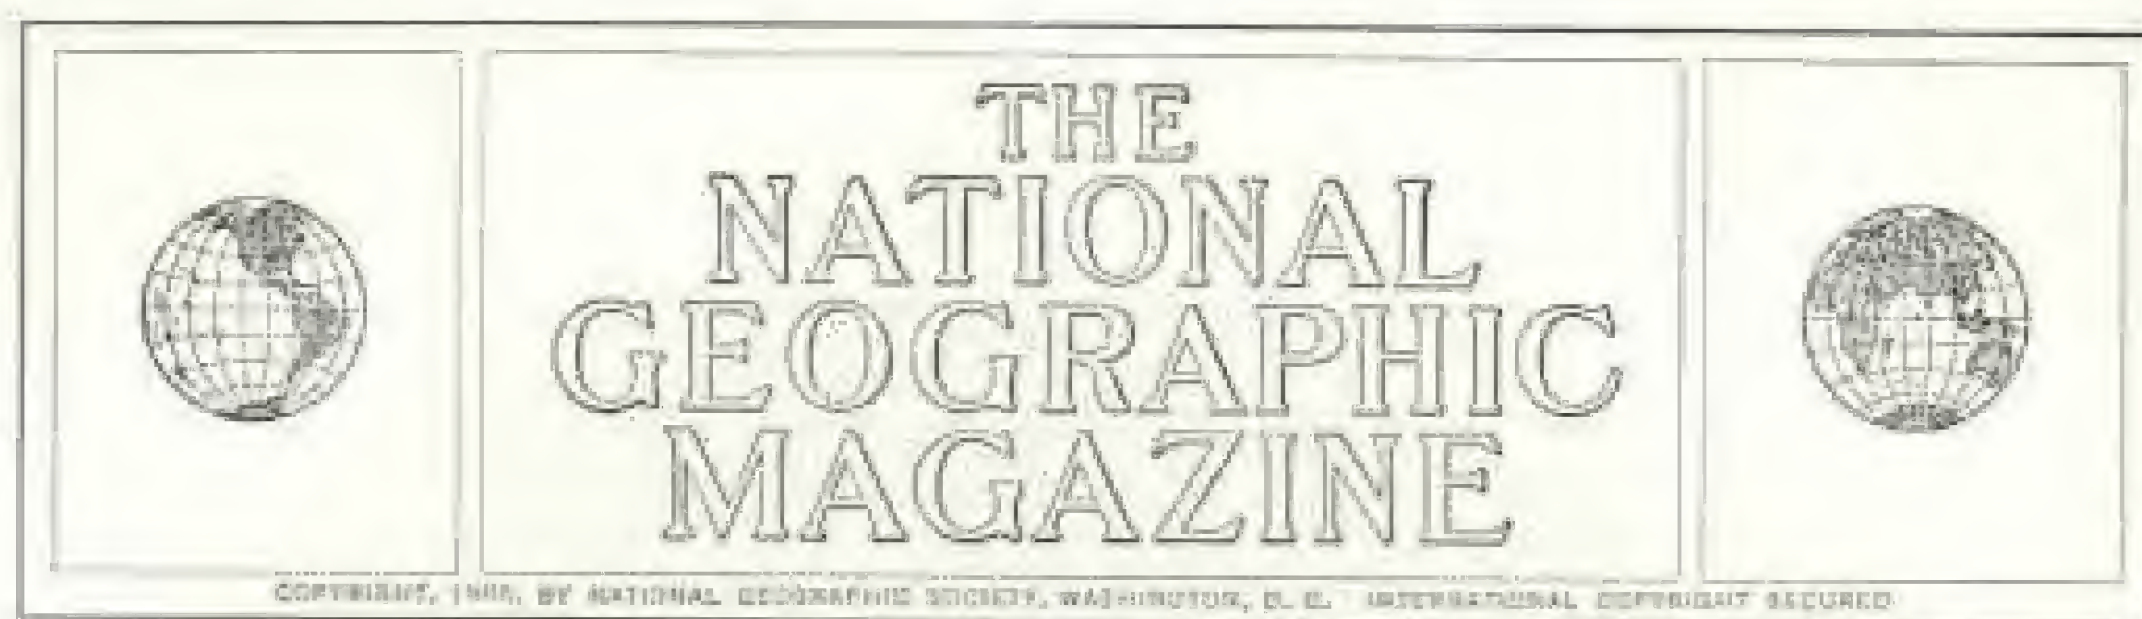 THE
NATIONAL
GEOGRAPHIC
MAGAZINE
COPYRIGHT, BY NATIONAL GEOGRAPHIC SOCIETY, WASHINGTON, D. C. INTERNATIONAL COPYRIGHT SECURED